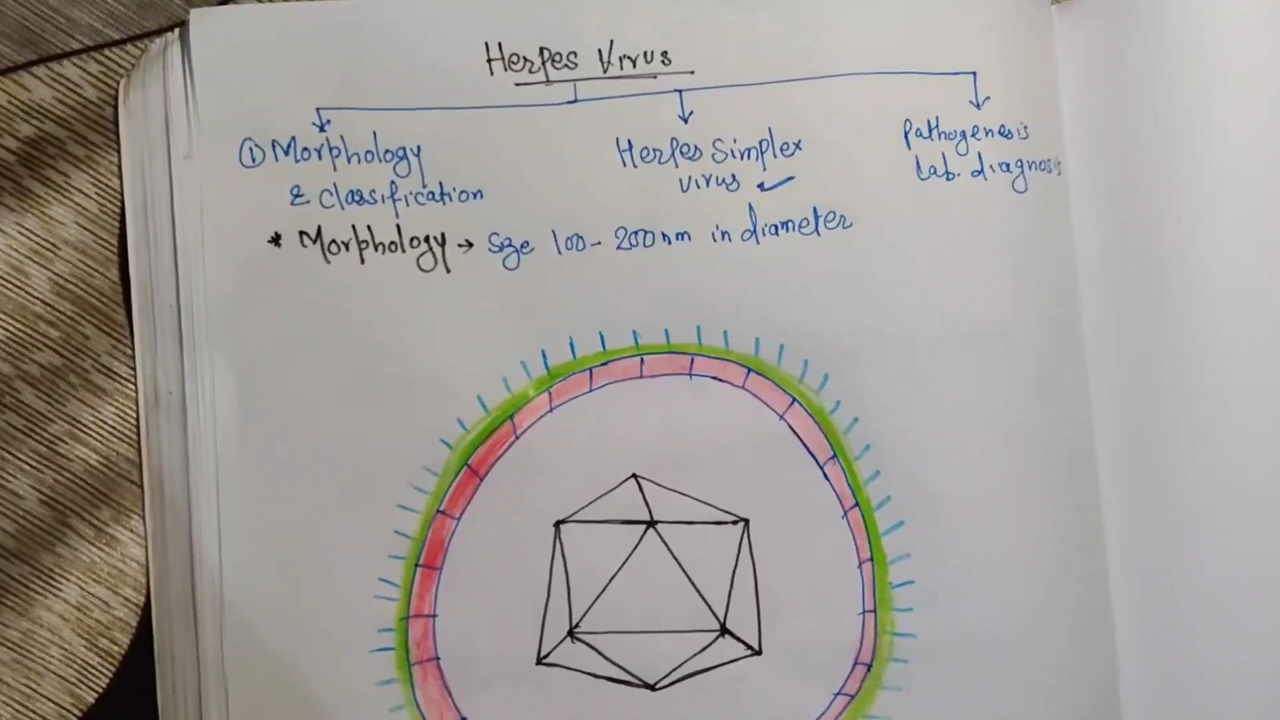 Herpes Virus
① Morphology
& Classification
Herpes Simplex
virus
Pathogenesis
Lab. diagnosis
* Morphology → Size 100 - 200 nm in diameter